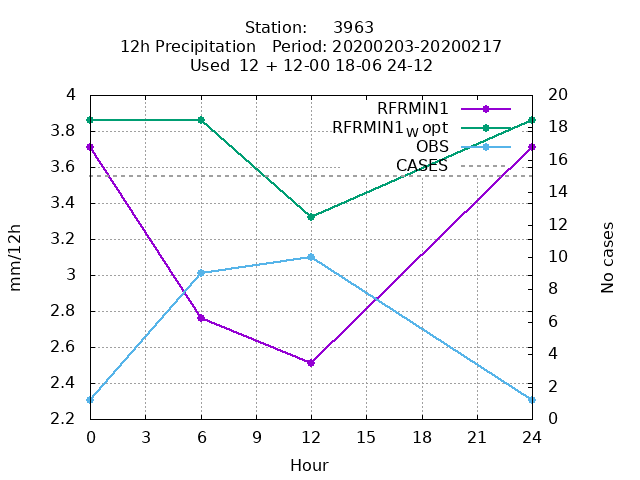 Station:     3963
12h Precipitation   Period: 20200203-20200217
Used  12 + 12-00 18-06 24-12
RFRMIN1
RFRMIN1w opt
OBS
CASES
4
3.8
3.6
3.4
3.2
3
2.8
2.6
2.4
2.2
20
18
16
14
12
10
8
6
4
2
0
mm/12h
No cases
0 3 6 9 12 15 18 21 24
Hour